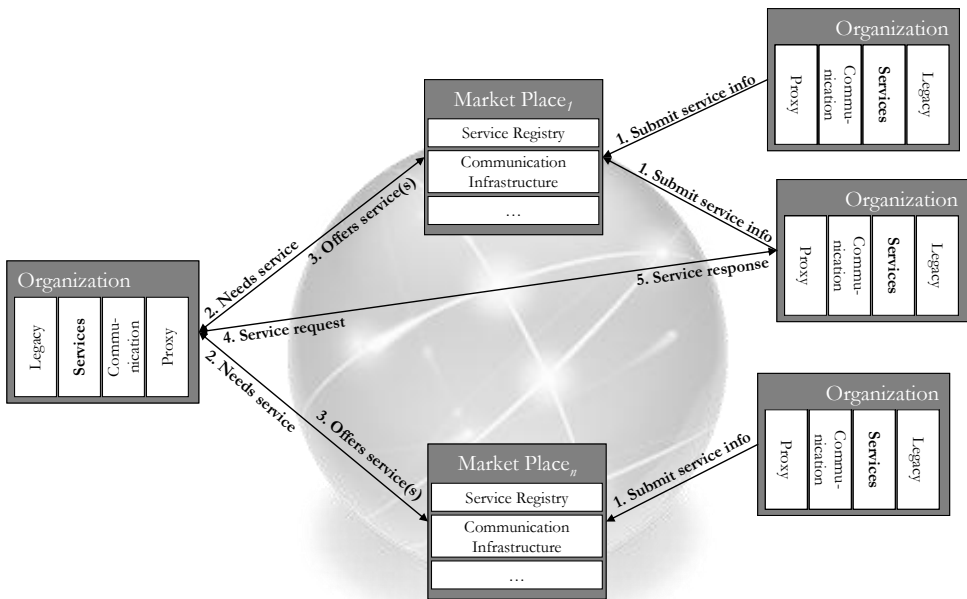 Organization
Proxy
Commu-
nication
Services
Legacy
Market Place1
Service Registry
Communication
Infrastructure
…
1. Submit service info
1. Submit service info
Organization
Proxy
Commu-
nication
Services
Legacy
2. Needs service
3. Offers service(s)
5. Service response
4. Service request
Organization
Legacy
Services
Commu-
nication
Proxy
2. Needs service
3. Offers service(s)
Organization
Proxy
Commu-
nication
Services
Legacy
1. Submit service info
Market Placen
Service Registry
Communication
Infrastructure
…